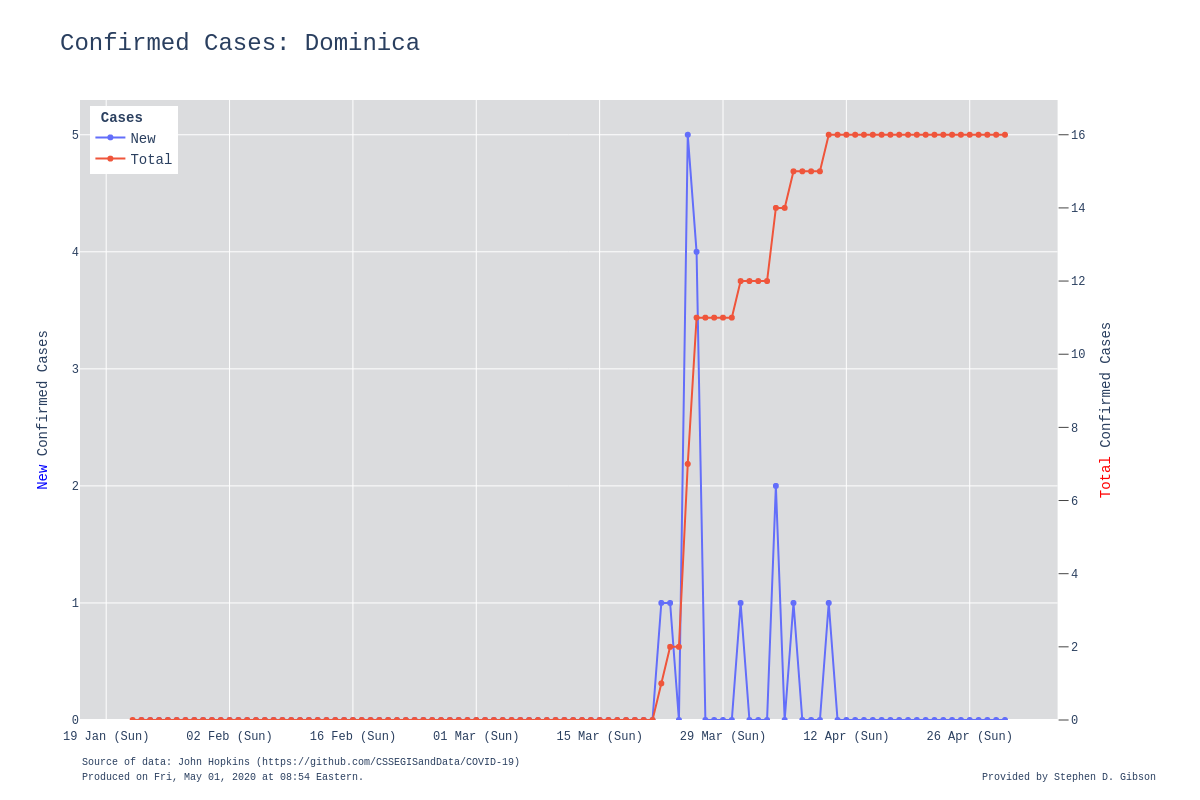 Confirmed Cases: Dominica
Cases
New
Total
5
4
3
2
1
0
16
14
12
10
8
6
4
2
0
New Confirmed Cases
Total Confirmed Cases
19 Jan (Sun) 02 Feb (Sun) 16 Feb (Sun) 01 Mar (Sun) 15 Mar (Sun) 29 Mar (Sun) 12 Apr (Sun) 26 Apr (Sun)
Source of data: John Hopkins (https://github.com/CSSEGISandData/COVID-19)
Produced on Fri, May 01, 2020 at 08:54 Eastern.
Provided by Stephen D. Gibson